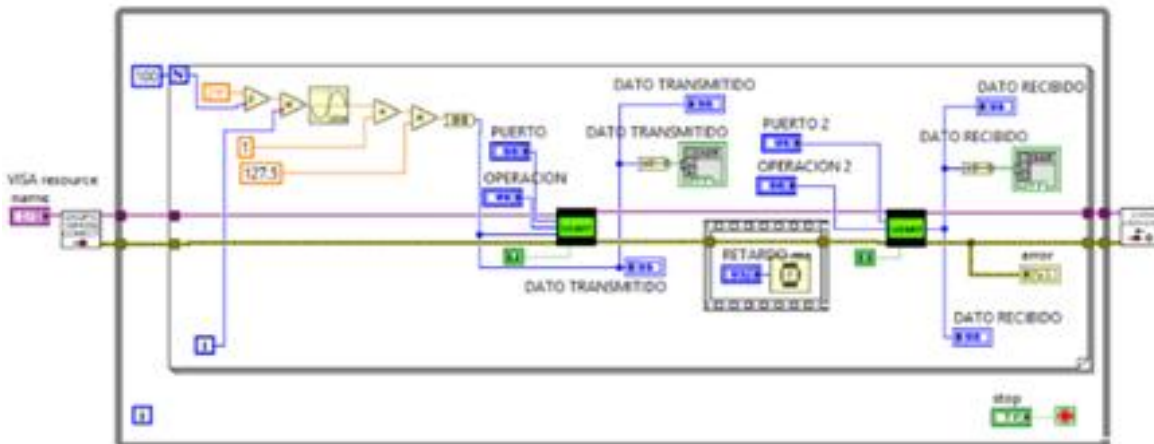 100
N
DATO TRANSMITIDO
DATO RECIBIDO
PUERTO
PUERTO 2
DATO TRANSMITIDO
DATO RECIBIDO
1
127.5
OPERACION
OPERACION 2
VISA resource
name
RETARDO ms
error
DATO TRANSMITIDO
DATO RECIBIDO
i
i
stop